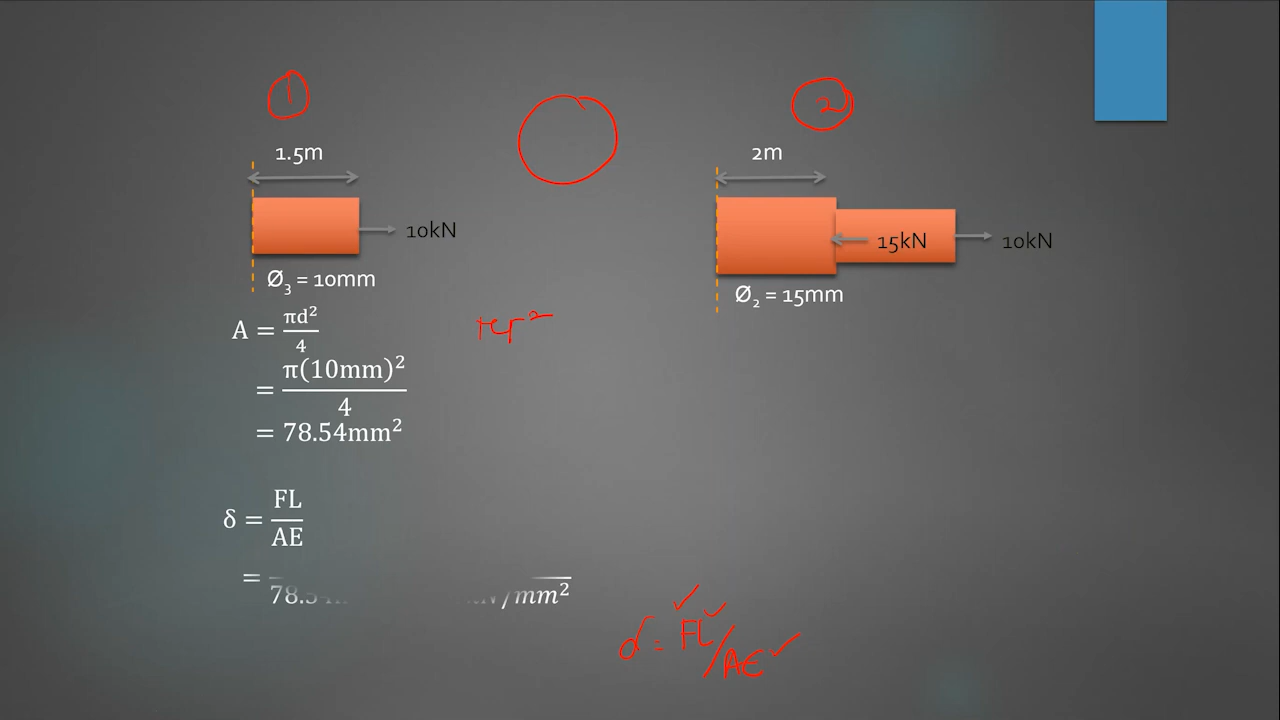 1
2
1.5m
2m
10kN
15kN
10kN
Ø₃ = 10mm
Ø₂ = 15mm
A = πd²/4
πr²
= π(10mm)²/4
= 78.54mm²
δ = FL/AE
=
δ = FL/AE